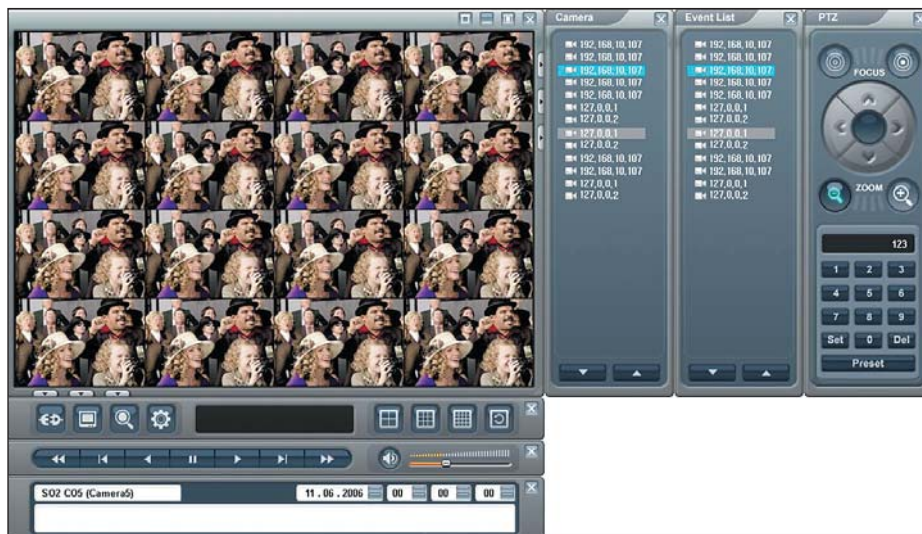 Camera
192,168,10,107
192,168,10,107
192,168,10,107
192,168,10,107
192,168,10,107
127,0,0,1
127,0,0,2
127,0,0,1
127,0,0,2
192,168,10,107
192,168,10,107
127,0,0,1
127,0,0,2
Event List
192,168,10,107
192,168,10,107
192,168,10,107
192,168,10,107
192,168,10,107
127,0,0,1
127,0,0,2
127,0,0,1
127,0,0,2
192,168,10,107
192,168,10,107
127,0,0,1
127,0,0,2
PTZ
FOCUS
ZOOM
123
1 2 3
4 5 6
7 8 9
Set 0 Del
Preset
S02 C05 (Camera5) 11 . 06 . 2006 00 00 00